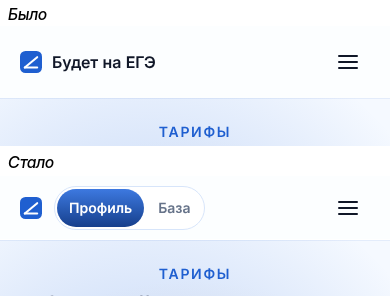 Было
Будет на ЕГЭ
ТАРИФЫ
Стало
Профиль База
ТАРИФЫ